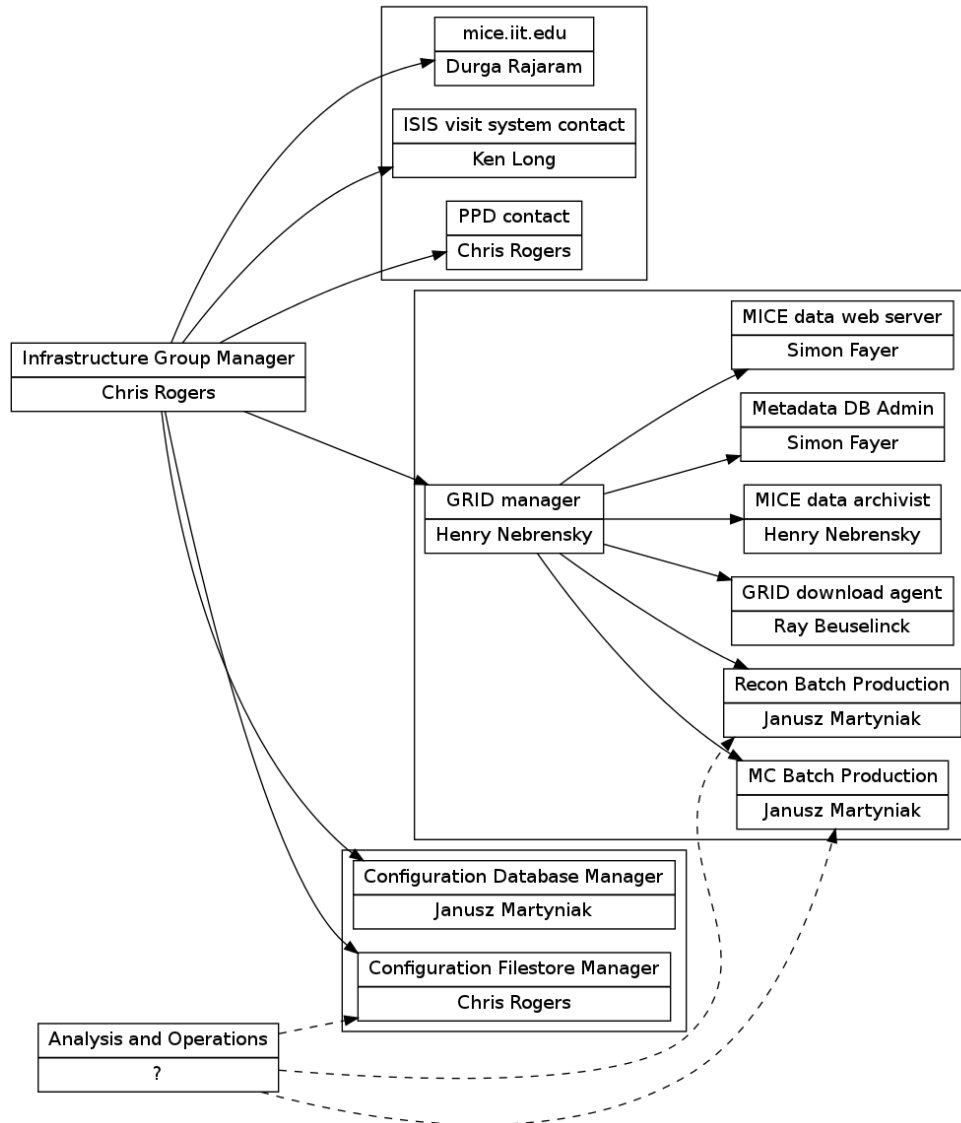 mice.iit.edu
Durga Rajaram
ISIS visit system contact
Ken Long
PPD contact
Chris Rogers
Infrastructure Group Manager
Chris Rogers
MICE data web server
Simon Fayer
Metadata DB Admin
Simon Fayer
GRID manager
Henry Nebrensky
MICE data archivist
Henry Nebrensky
GRID download agent
Ray Beuselinck
Recon Batch Production
Janusz Martyniak
MC Batch Production
Janusz Martyniak
Configuration Database Manager
Janusz Martyniak
Configuration Filestore Manager
Chris Rogers
Analysis and Operations
?